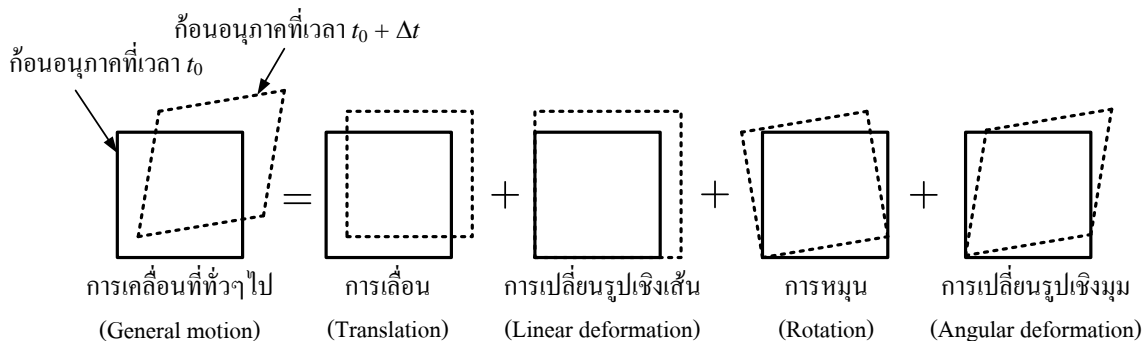 ก้อนอนุภาคที่เวลา t₀ + Δt
ก้อนอนุภาคที่เวลา t₀
= + + +
การเคลื่อนที่ทั่วๆไป การเลื่อน การเปลี่ยนรูปเชิงเส้น การหมุน การเปลี่ยนรูปเชิงมุม
(General motion) (Translation) (Linear deformation) (Rotation) (Angular deformation)